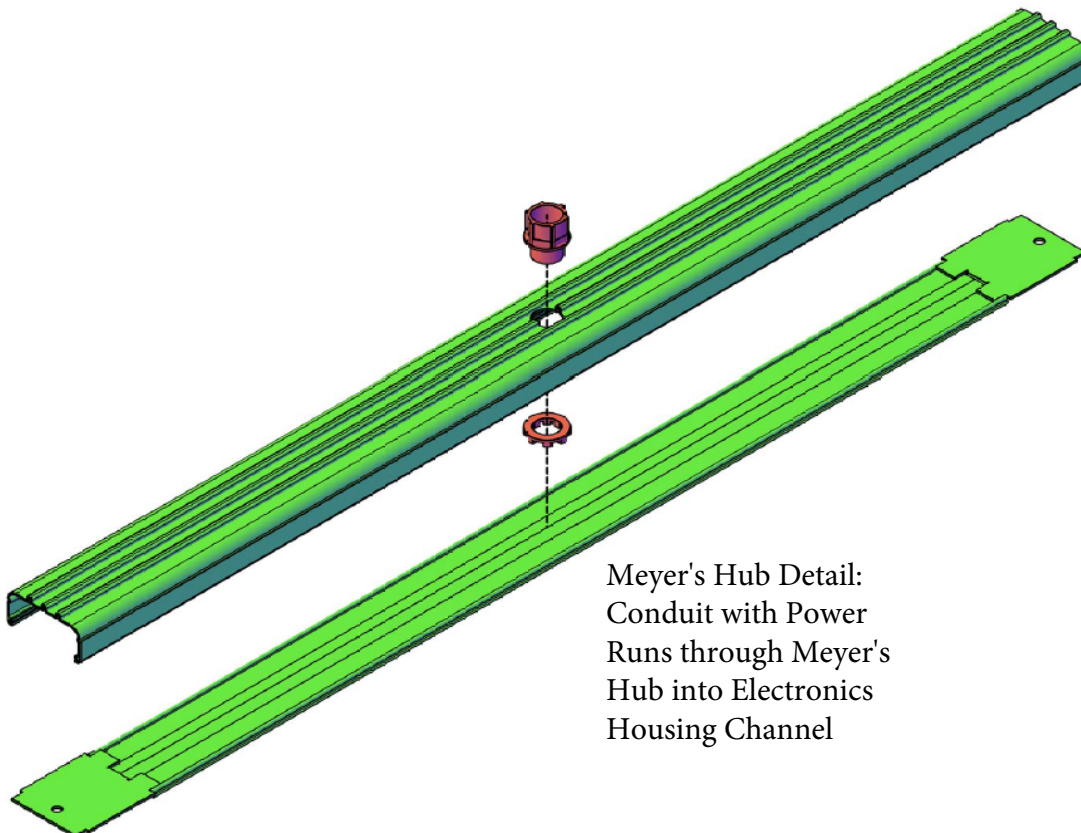 Meyer's Hub Detail:
Conduit with Power
Runs through Meyer's
Hub into Electronics
Housing Channel